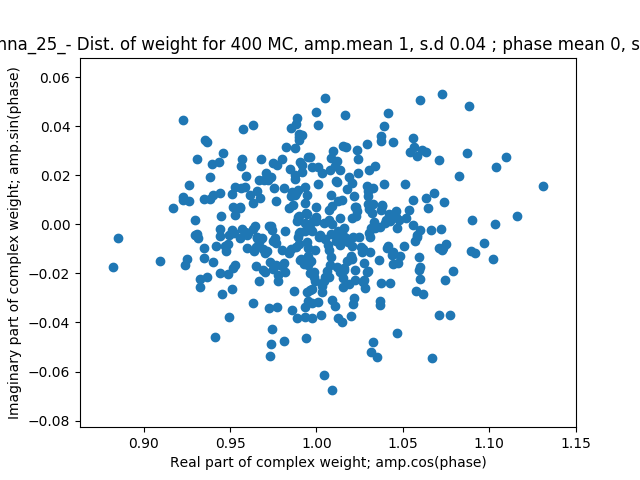 nna_25_- Dist. of weight for 400 MC, amp.mean 1, s.d 0.04 ; phase mean 0, s
0.06
0.04
0.02
0.00
−0.02
−0.04
−0.06
−0.08
Imaginary part of complex weight; amp.sin(phase)
0.90 0.95 1.00 1.05 1.10 1.15
Real part of complex weight; amp.cos(phase)